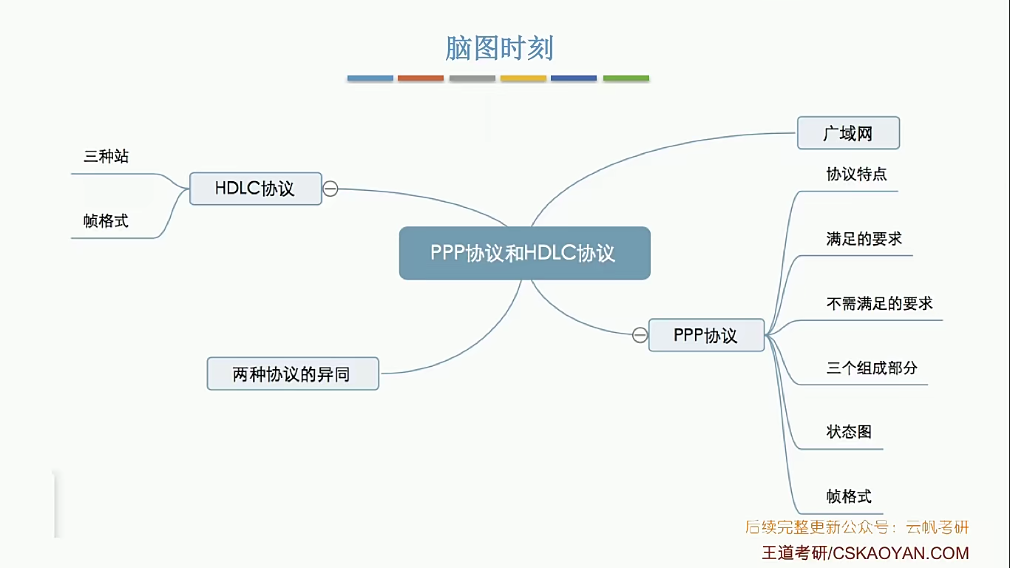 脑图时刻
广域网
三种站
协议特点
HDLC协议
帧格式
满足的要求
PPP协议和HDLC协议
不需满足的要求
PPP协议
三个组成部分
两种协议的异同
状态图
帧格式
后续完整更新公众号：云帆考研
王道考研/CSKAOYAN.COM